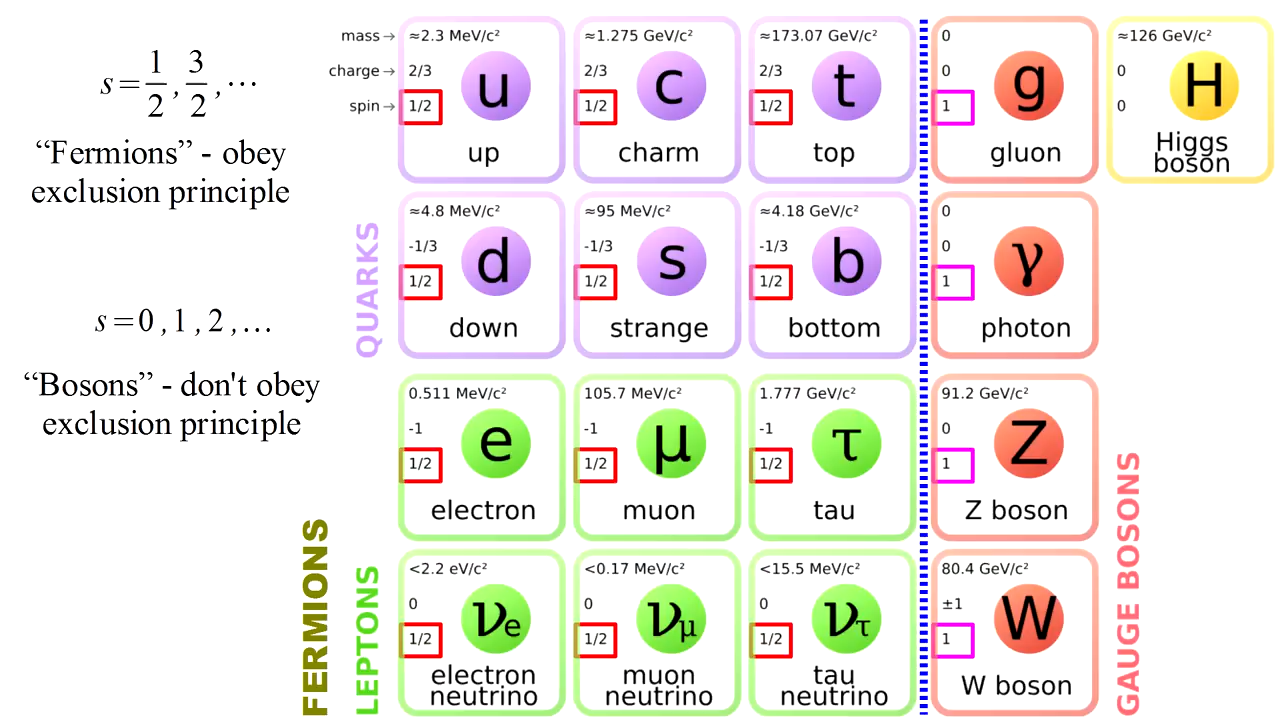 s = 1/2 , 3/2 , ⋯
“Fermions” - obey
exclusion principle
s = 0 , 1 , 2 , …
“Bosons” - don't obey
exclusion principle
mass →
charge →
spin →
≈2.3 MeV/c²
2/3
1/2
u
up
≈1.275 GeV/c²
2/3
1/2
c
charm
≈173.07 GeV/c²
2/3
1/2
t
top
0
0
1
g
gluon
≈126 GeV/c²
0
0
H
Higgs
boson
QUARKS
≈4.8 MeV/c²
-1/3
1/2
d
down
≈95 MeV/c²
-1/3
1/2
s
strange
≈4.18 GeV/c²
-1/3
1/2
b
bottom
0
0
1
γ
photon
FERMIONS
LEPTONS
0.511 MeV/c²
-1
1/2
e
electron
105.7 MeV/c²
-1
1/2
μ
muon
1.777 GeV/c²
-1
1/2
τ
tau
91.2 GeV/c²
0
1
Z
Z boson
<2.2 eV/c²
0
1/2
νe
electron
neutrino
<0.17 MeV/c²
0
1/2
νμ
muon
neutrino
<15.5 MeV/c²
0
1/2
ντ
tau
neutrino
80.4 GeV/c²
±1
1
W
W boson
GAUGE BOSONS